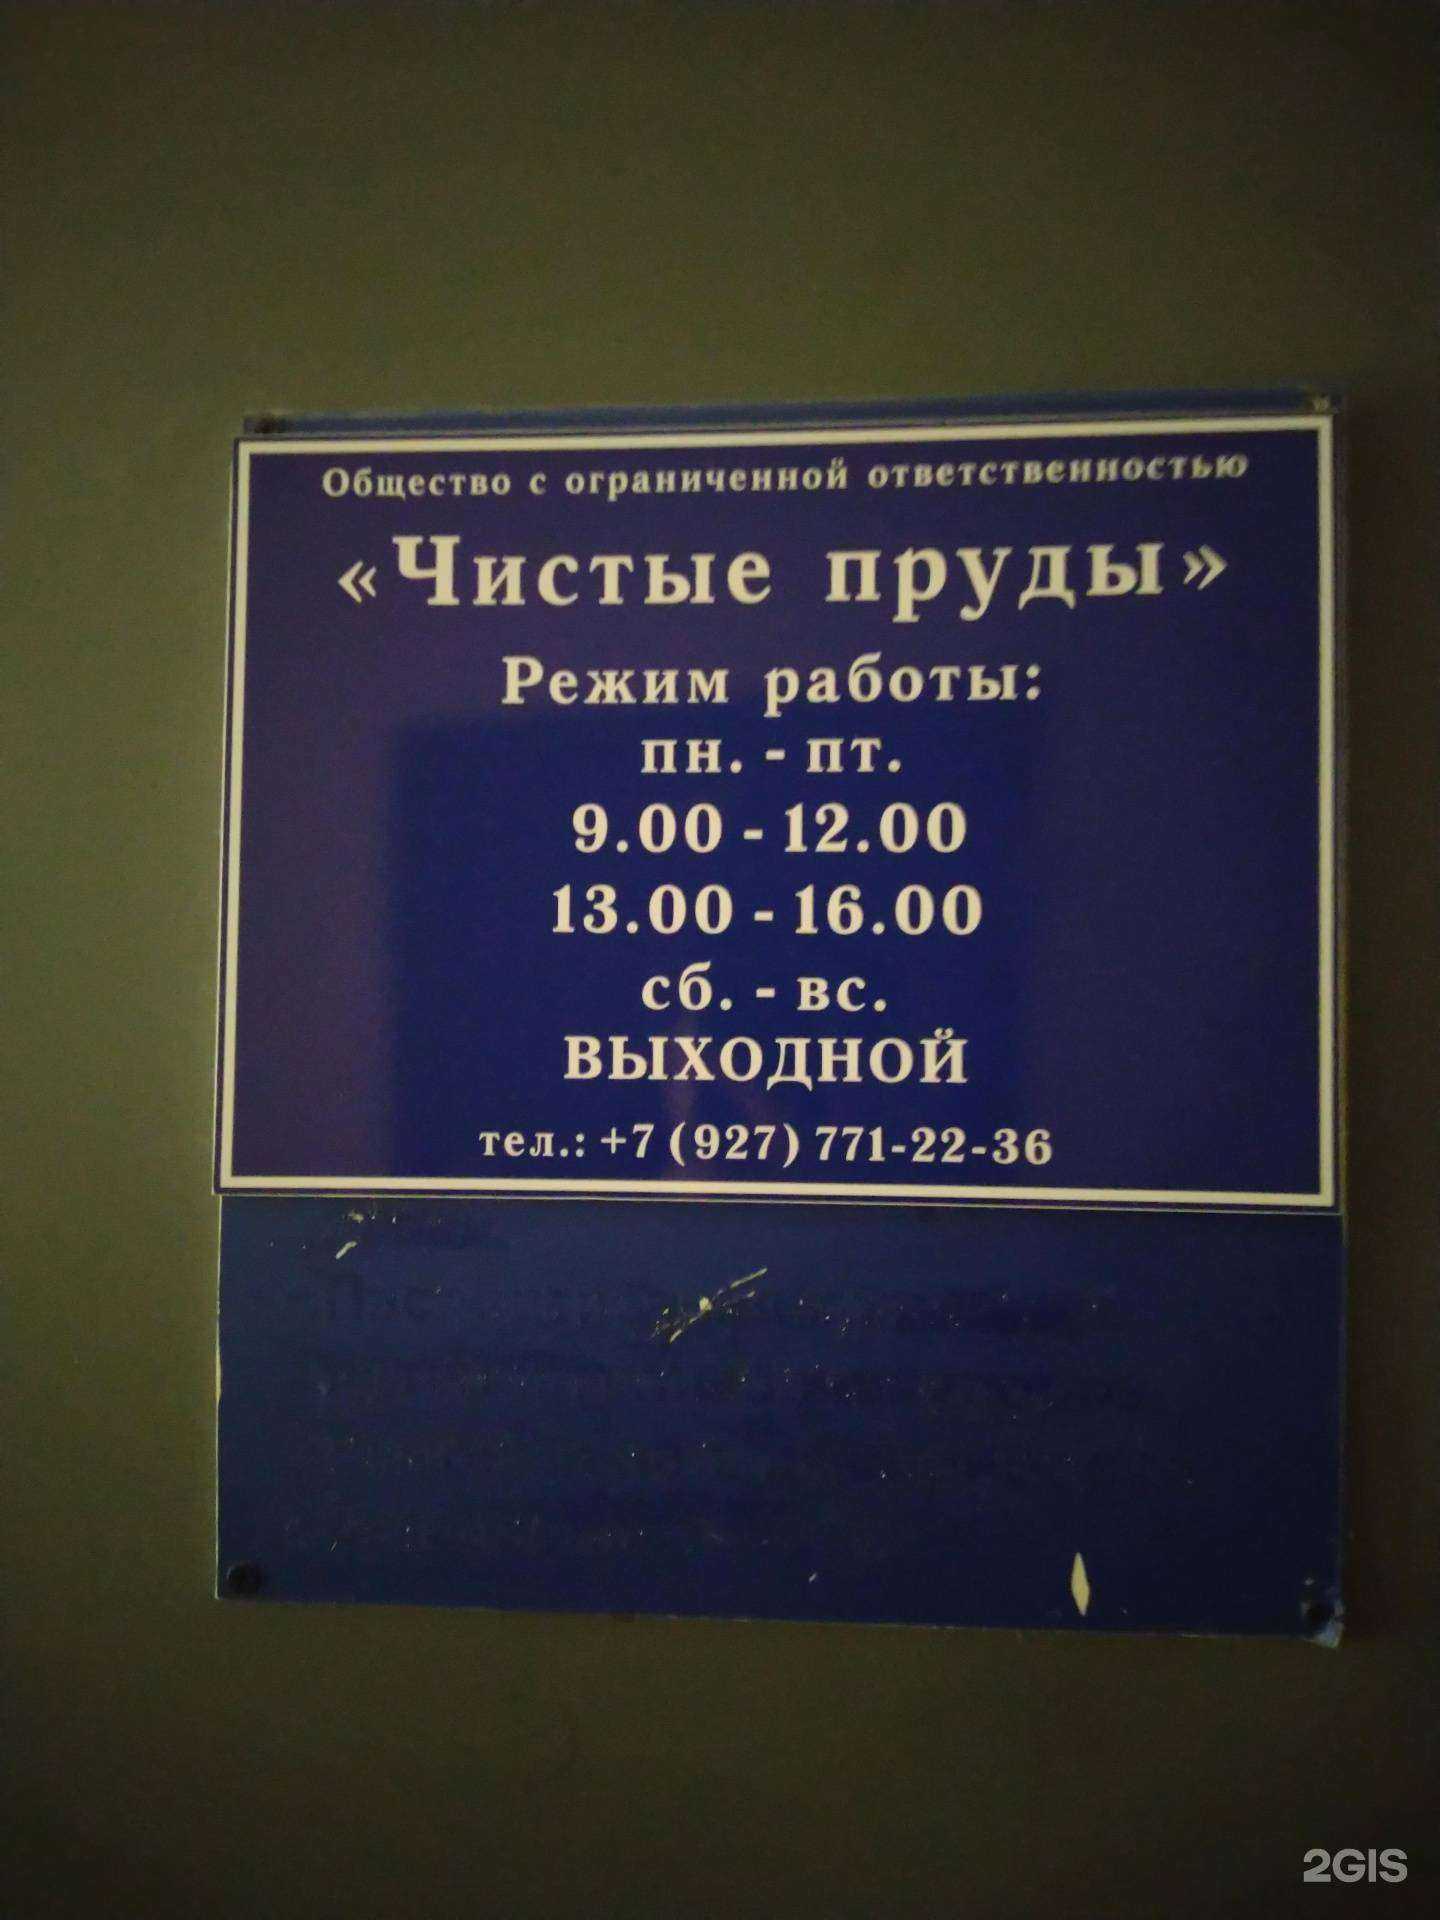 Общество с ограниченной ответственностью
«Чистые пруды»
Режим работы:
пн. - пт.
9.00 - 12.00
13.00 - 16.00
сб. - вс.
ВЫХОДНОЙ
тел.: +7 (927) 771-22-36
2GIS